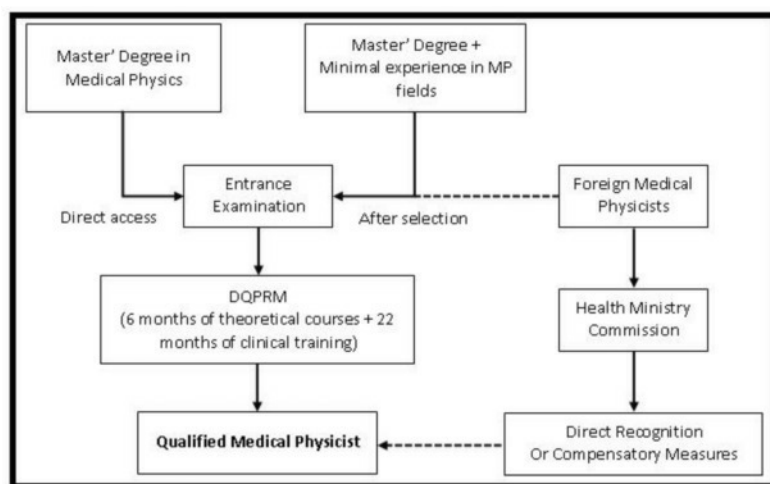 Master’ Degree in
Medical Physics
Master’ Degree +
Minimal experience in MP
fields
Entrance
Examination
Foreign Medical
Physicists
Direct access
After selection
DQPRM
(6 months of theoretical courses + 22
months of clinical training)
Health Ministry
Commission
Qualified Medical Physicist
Direct Recognition
Or Compensatory Measures